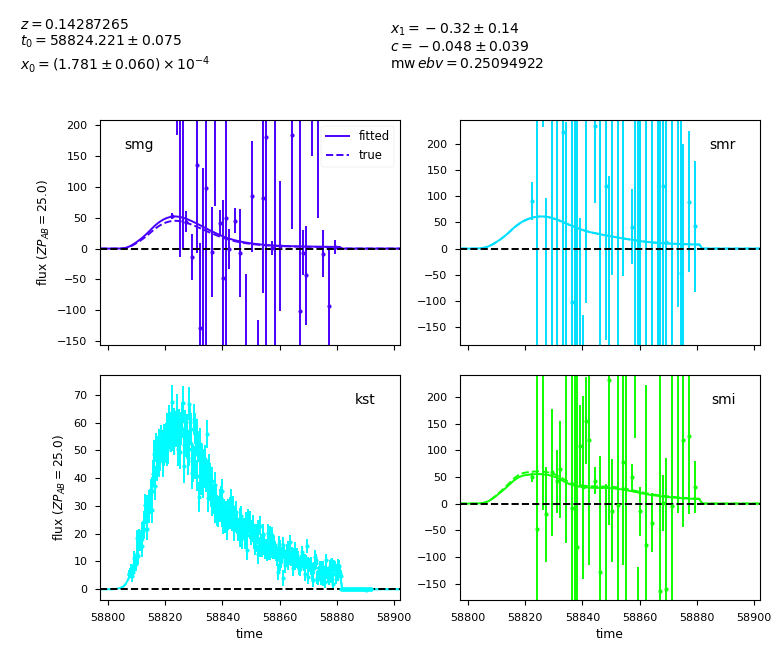 z = 0.14287265
t₀ = 58824.221 ± 0.075
x₀ = (1.781 ± 0.060) × 10⁻⁴
x₁ = −0.32 ± 0.14
c = −0.048 ± 0.039
mw ebv = 0.25094922
smg
fitted
true
200
150
100
50
0
−50
−100
−150
flux (ZP_AB = 25.0)
smr
200
150
100
50
0
−50
−100
−150
kst
70
60
50
40
30
20
10
0
flux (ZP_AB = 25.0)
58800 58820 58840 58860 58880 58900
time
smi
200
150
100
50
0
−50
−100
−150
58800 58820 58840 58860 58880 58900
time